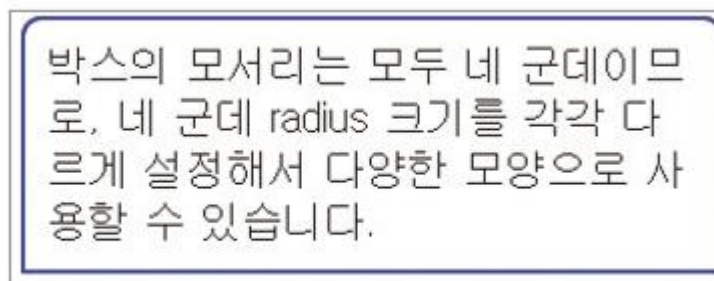 박스의 모서리는 모두 네 군데이므
로, 네 군데 radius 크기를 각각 다
르게 설정해서 다양한 모양으로 사
용할 수 있습니다.